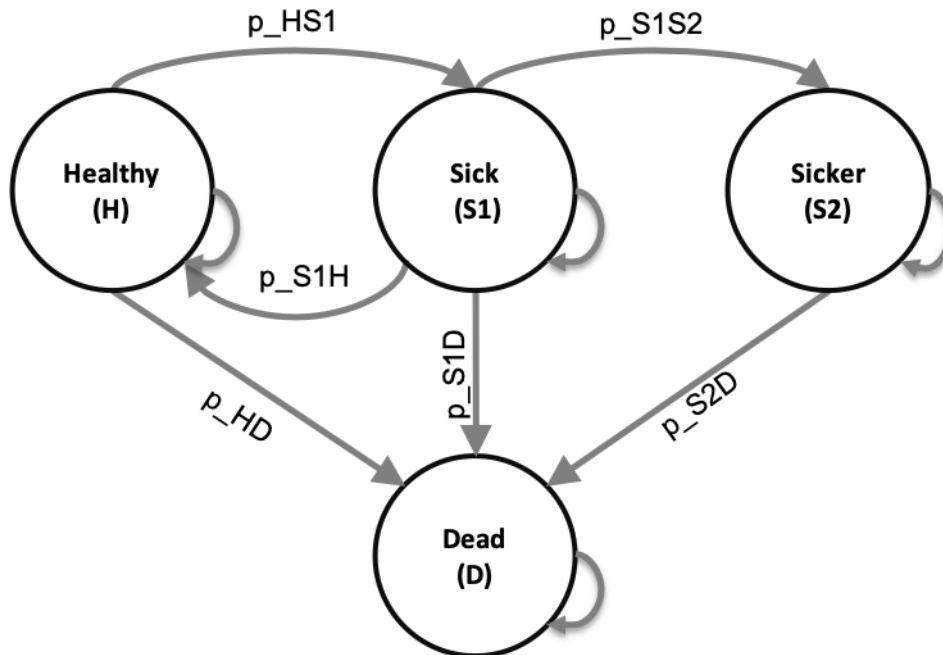 p_HS1
p_S1S2
Healthy
(H)
Sick
(S1)
Sicker
(S2)
p_S1H
p_HD
p_S1D
p_S2D
Dead
(D)